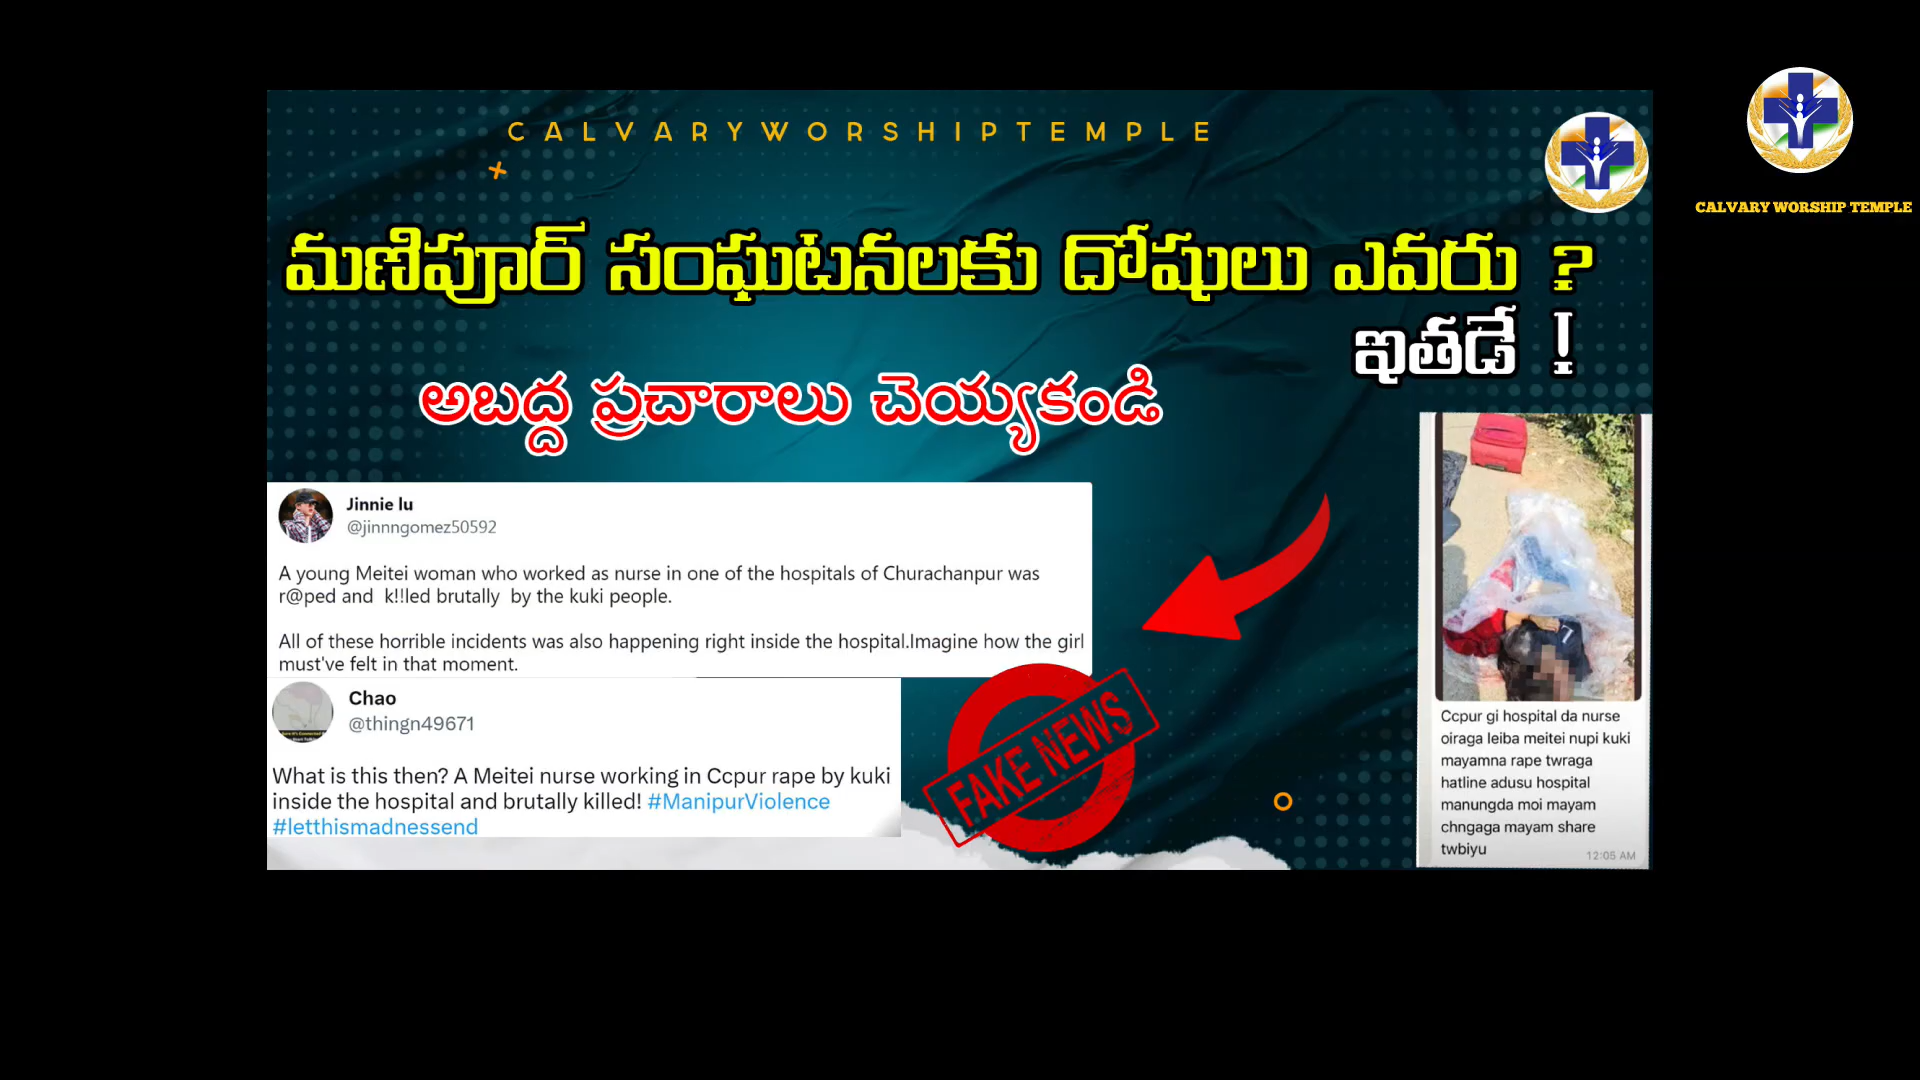 CALVARYWORSHIPTEMPLE
CALVARY WORSHIP TEMPLE
మణిపూర్ సంఘటనలకు దోషులు ఎవరు ?
ఇతడే !
అబద్ద ప్రచారాలు చెయ్యకండి
Jinnie lu
@jinnngomez50592
A young Meitei woman who worked as nurse in one of the hospitals of Churachanpur was
r@ped and k!!led brutally by the kuki people.
All of these horrible incidents was also happening right inside the hospital.Imagine how the girl
must've felt in that moment.
Chao
@thingn49671
What is this then? A Meitei nurse working in Ccpur rape by kuki
inside the hospital and brutally killed! #ManipurViolence
#letthismadnessend
FAKE NEWS
Ccpur gi hospital da nurse
oiraga leiba meitei nupi kuki
mayamna rape twraga
hatline adusu hospital
manungda moi mayam
chngaga mayam share
twbiyu
12:05 AM